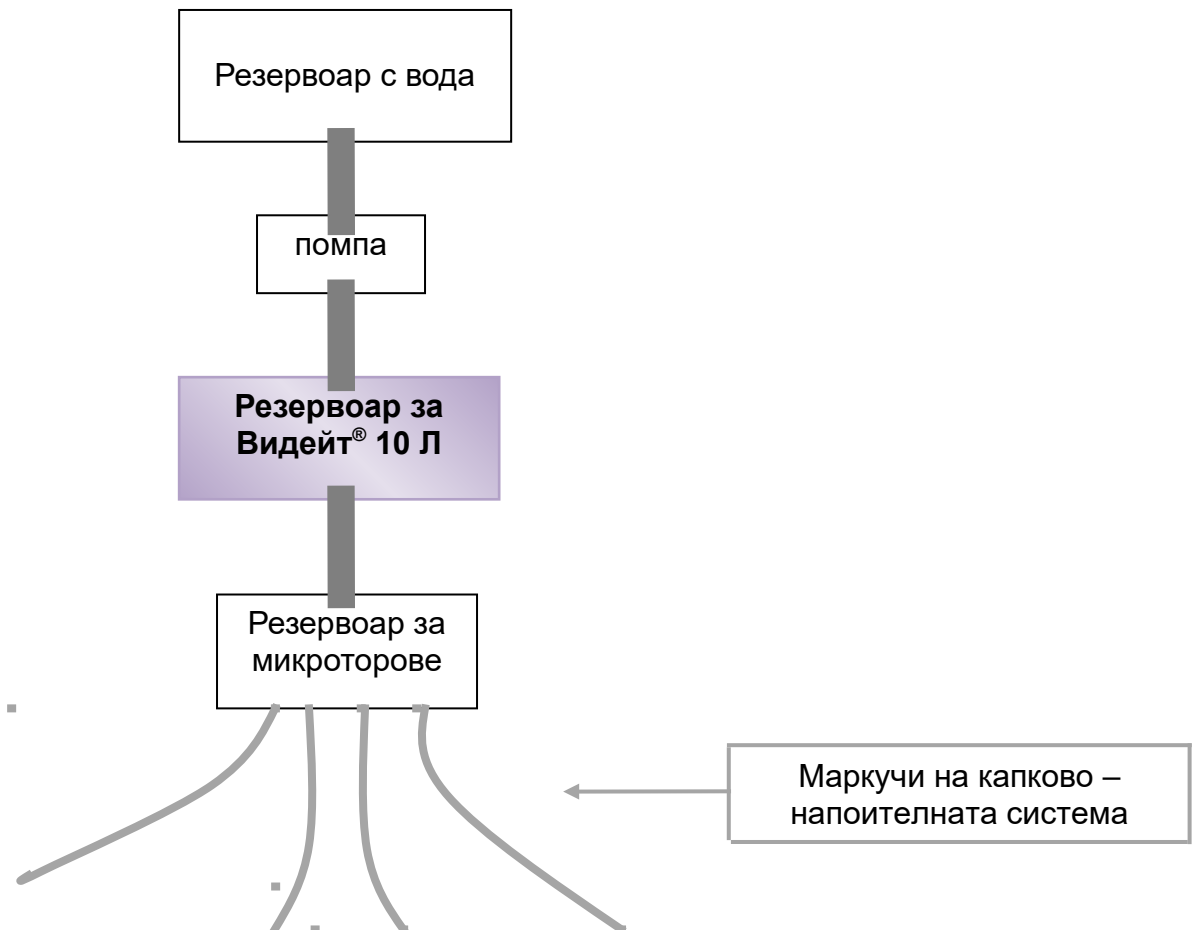 Резервоар с вода
помпа
Резервоар за
Видейт® 10 Л
Резервоар за
микроторове
Маркучи на капково –
напоителната система